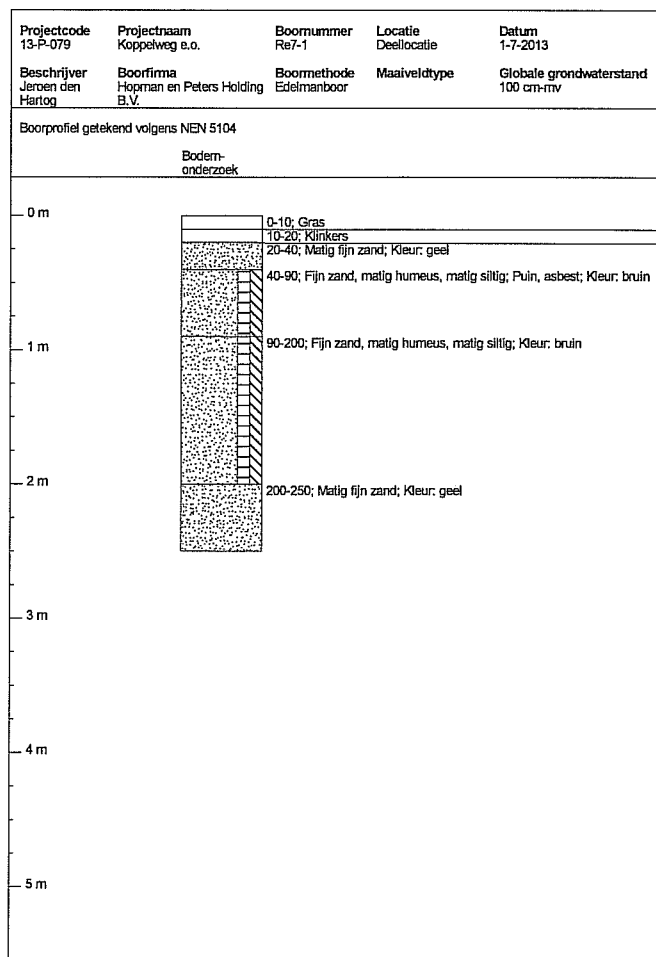 Projectcode Projectnaam Boornummer Locatie Datum
13-P-079 Koppelweg e.o. Re7-1 Deellocatie 1-7-2013
Beschrijver Boorfirma Boormethode Maaiveldtype Globale grondwaterstand
Jeroen den Hopman en Peters Holding Edelmanboor 100 cm-mv
Hartog B.V.
Boorprofiel getekend volgens NEN 5104
Bodem-
onderzoek
0 m
0-10; Gras
10-20; Klinkers
20-40; Matig fijn zand; Kleur: geel
40-90; Fijn zand, matig humeus, matig siltig; Puin, asbest; Kleur: bruin
1 m
90-200; Fijn zand, matig humeus, matig siltig; Kleur: bruin
2 m
200-250; Matig fijn zand; Kleur: geel
3 m
4 m
5 m